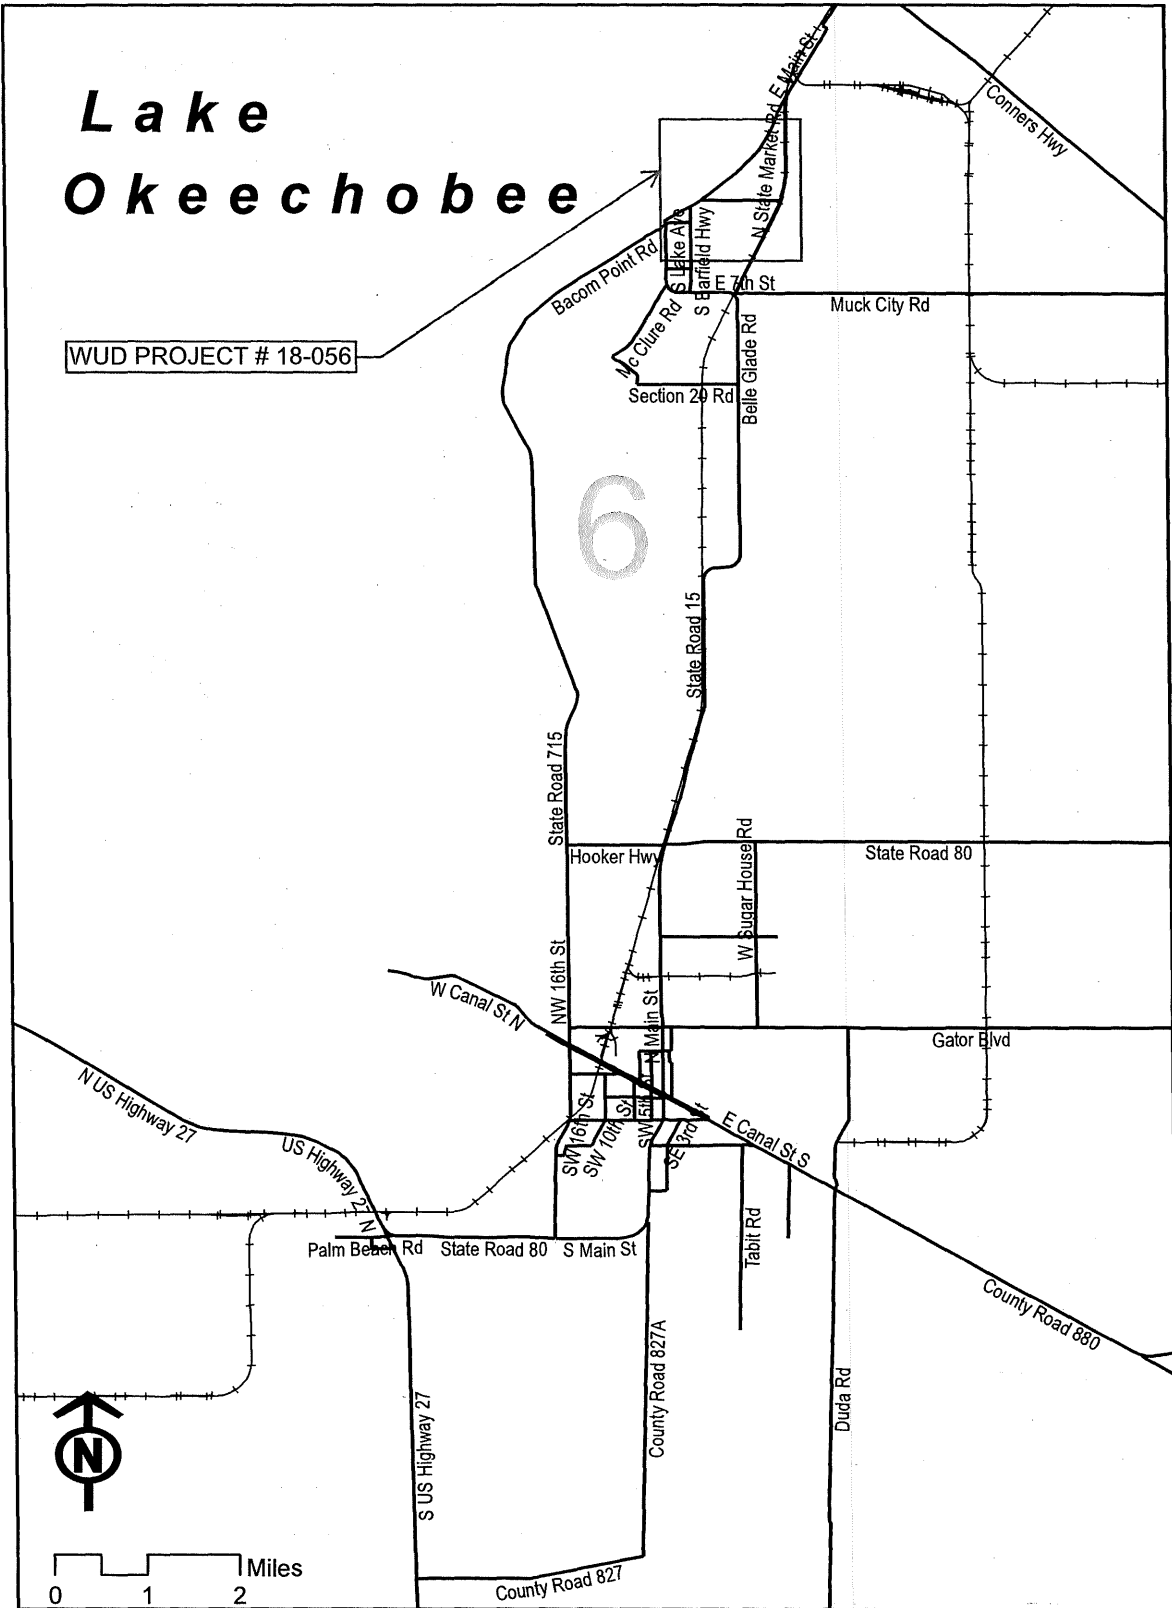 Lake
Okeechobee
E Main St
Conners Hwy
N State Market Rd
S Lake Ave
S Barfield Hwy
Bacom Point Rd
E 7th St
Muck City Rd
WUD PROJECT # 18-056
Mc Clure Rd
Belle Glade Rd
Section 20 Rd
6
State Road 15
State Road 715
Hooker Hwy
W Sugar House Rd
State Road 80
NW 16th St
W Canal St N
N Main St
Gator Blvd
N US Highway 27
US Highway 27 N
SW 16th St
SW 10th St
SW 5th St
SE 3rd St
E Canal St S
Palm Beach Rd
State Road 80
S Main St
Tabit Rd
County Road 880
County Road 827A
Duda Rd
S US Highway 27
N
Miles
0 1 2
County Road 827